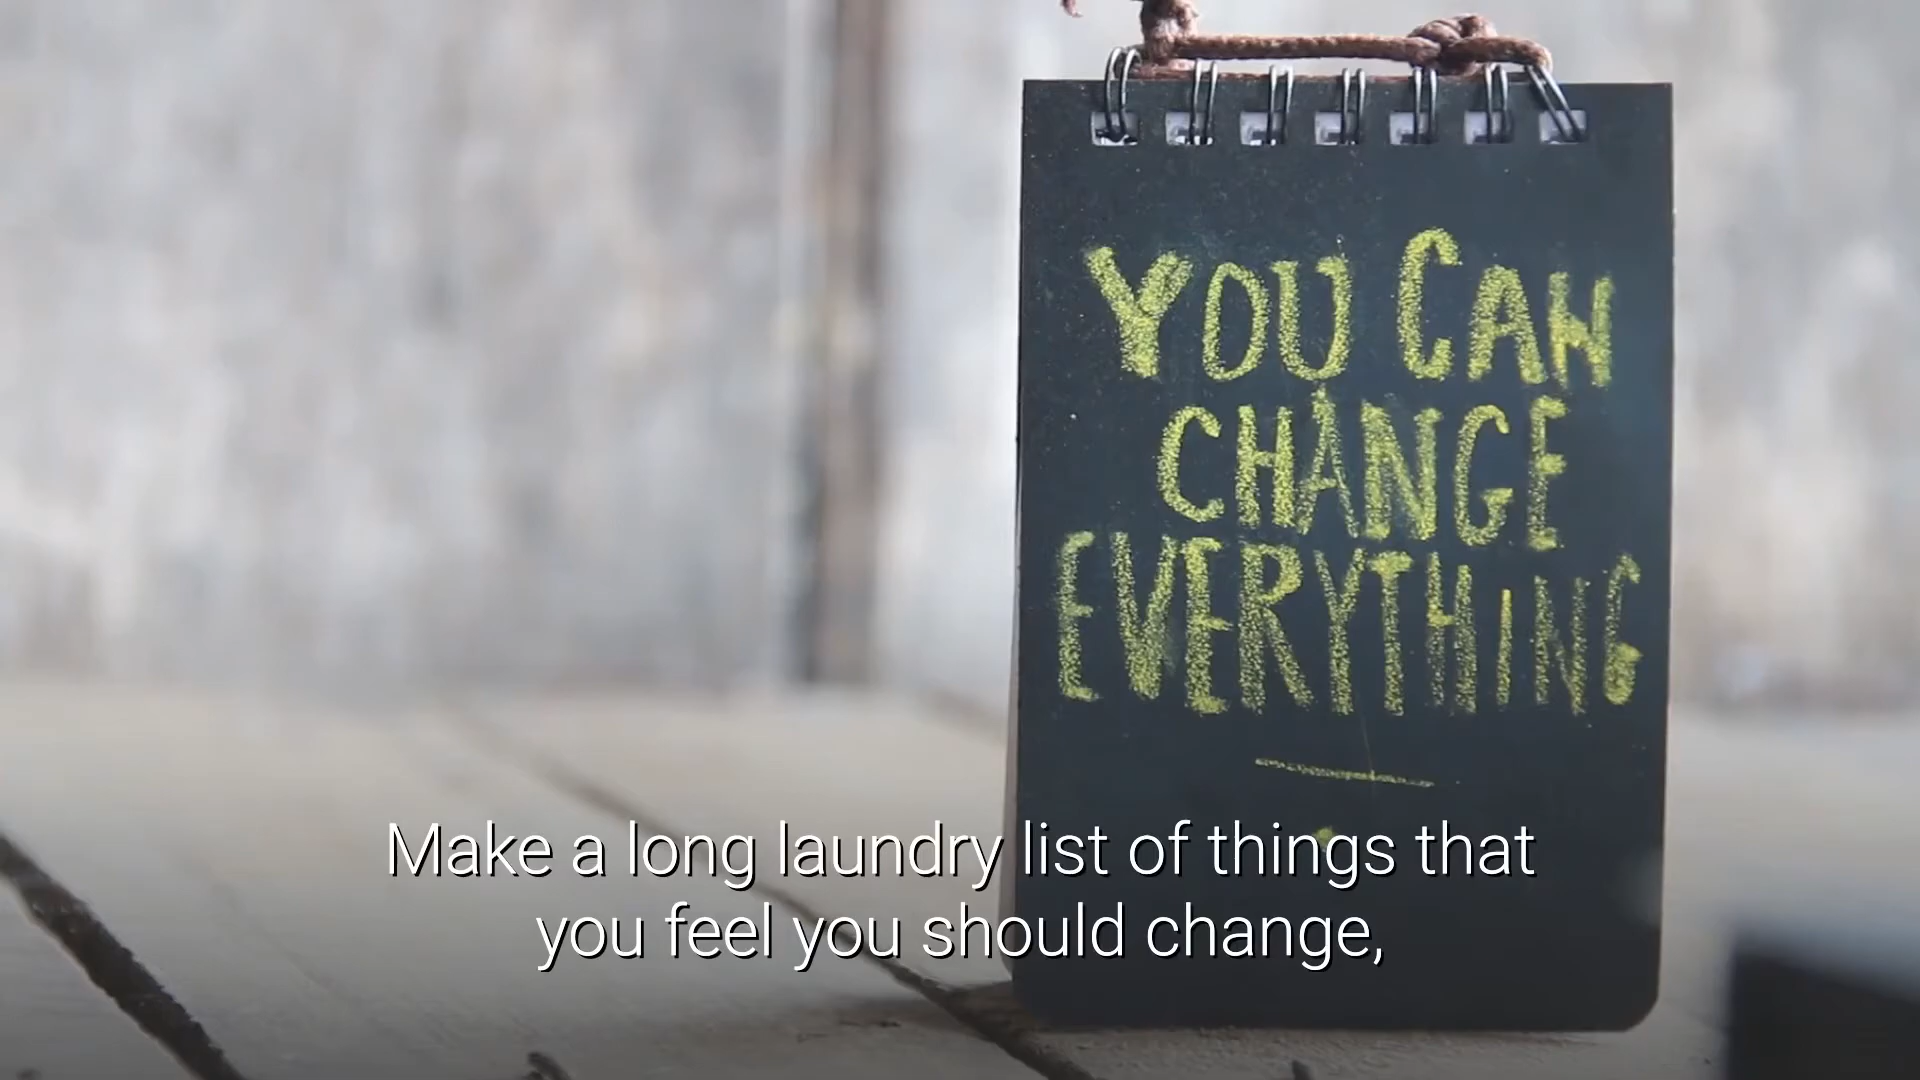 YOU CAN
CHANGE
EVERYTHING
Make a long laundry list of things that
you feel you should change,